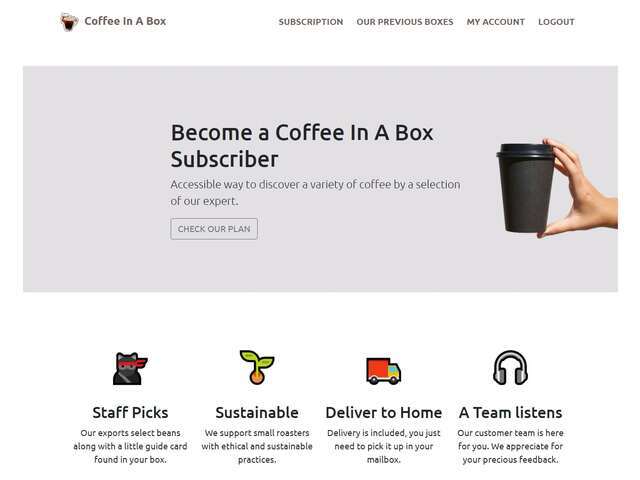 Coffee In A Box
SUBSCRIPTION OUR PREVIOUS BOXES MY ACCOUNT LOGOUT
Become a Coffee In A Box
Subscriber
Accessible way to discover a variety of coffee by a selection
of our expert.
CHECK OUR PLAN
Staff Picks
Our exports select beans
along with a little guide card
found in your box.
Sustainable
We support small roasters
with ethical and sustainable
practices.
Deliver to Home
Delivery is included, you just
need to pick it up in your
mailbox.
A Team listens
Our customer team is here
for you. We appreciate for
your precious feedback.